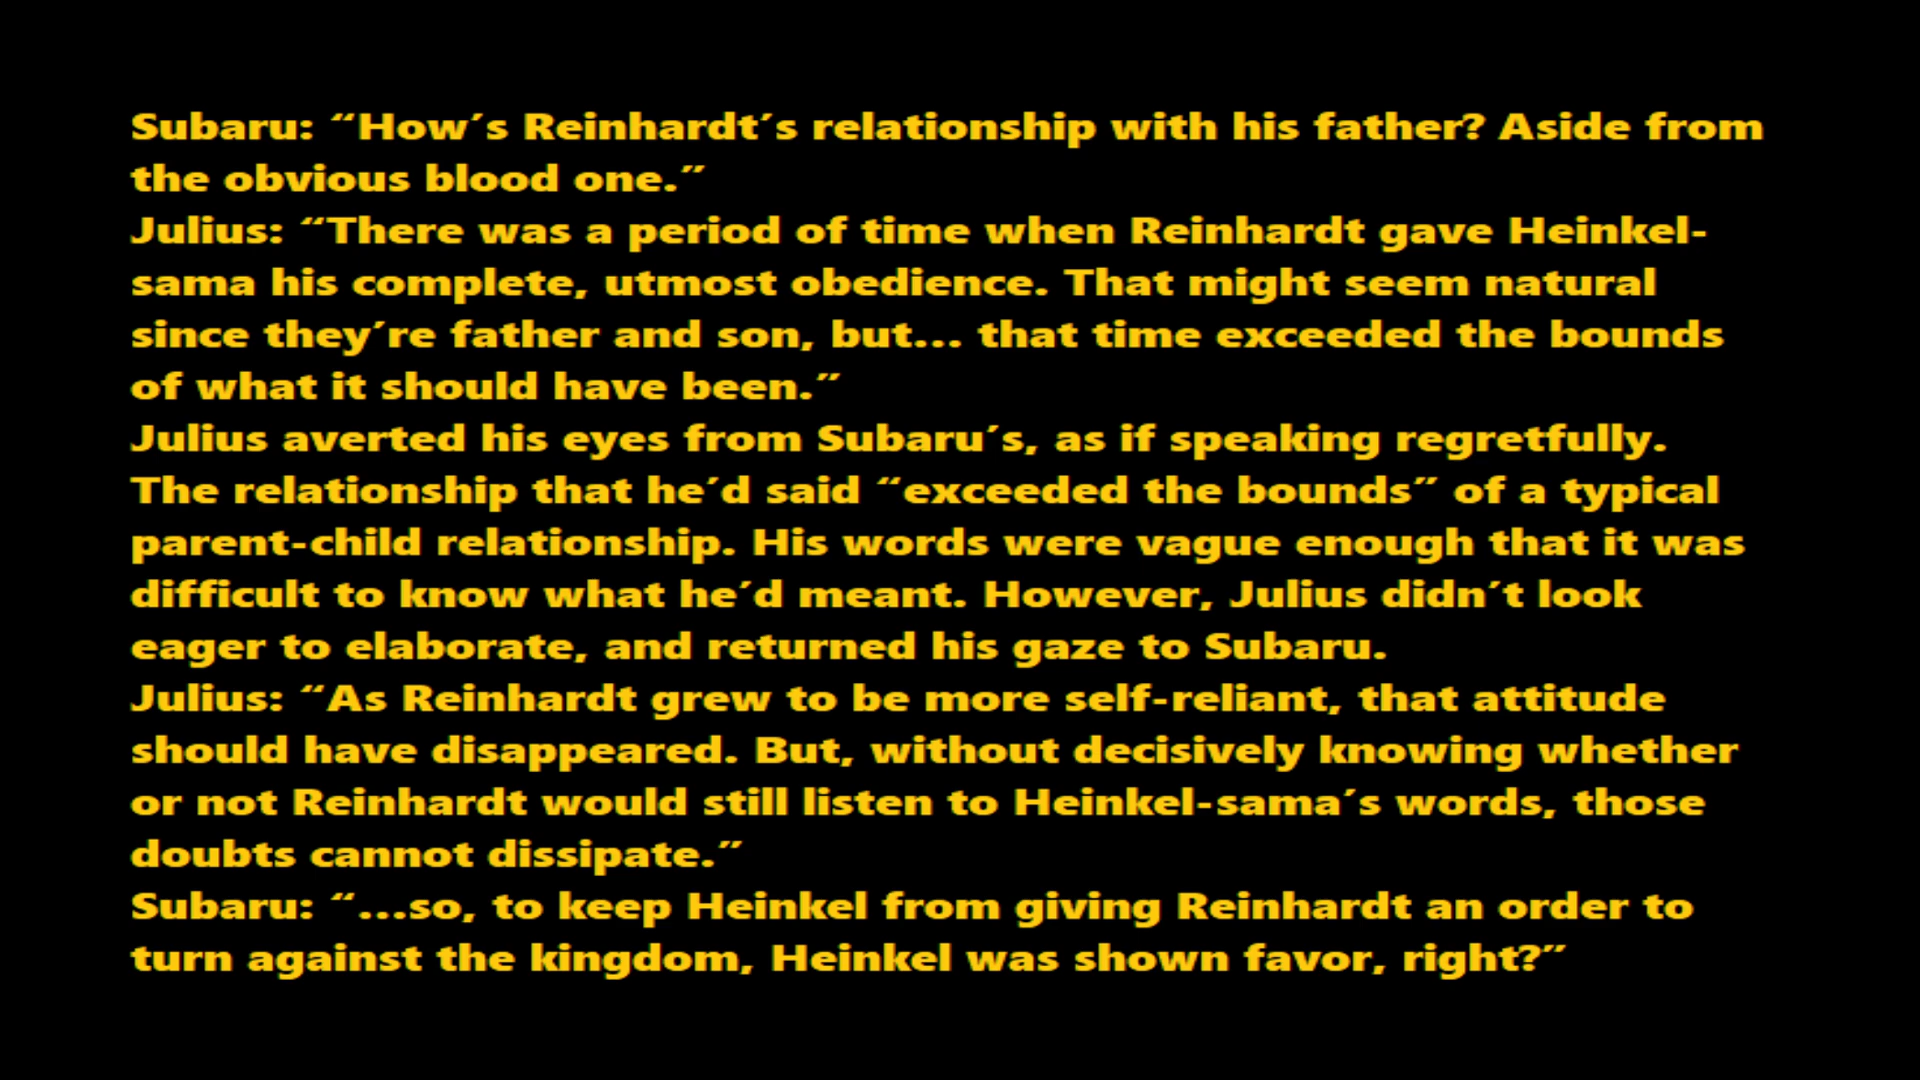 Subaru: “How’s Reinhardt’s relationship with his father? Aside from
the obvious blood one.”
Julius: “There was a period of time when Reinhardt gave Heinkel-
sama his complete, utmost obedience. That might seem natural
since they’re father and son, but… that time exceeded the bounds
of what it should have been.”
Julius averted his eyes from Subaru’s, as if speaking regretfully.
The relationship that he’d said “exceeded the bounds” of a typical
parent-child relationship. His words were vague enough that it was
difficult to know what he’d meant. However, Julius didn’t look
eager to elaborate, and returned his gaze to Subaru.
Julius: “As Reinhardt grew to be more self-reliant, that attitude
should have disappeared. But, without decisively knowing whether
or not Reinhardt would still listen to Heinkel-sama’s words, those
doubts cannot dissipate.”
Subaru: “…so, to keep Heinkel from giving Reinhardt an order to
turn against the kingdom, Heinkel was shown favor, right?”